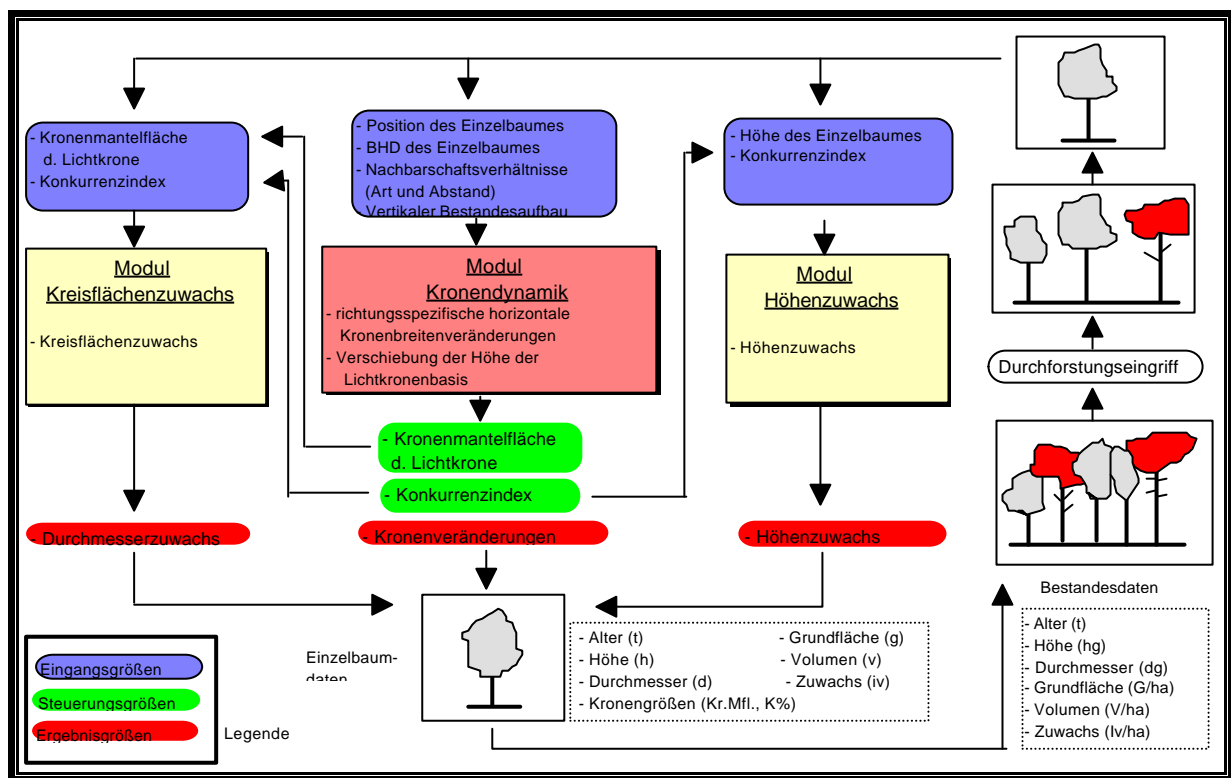 - Kronenmantelfläche
d. Lichtkrone
- Konkurrenzindex
- Position des Einzelbaumes
- BHD des Einzelbaumes
- Nachbarschaftsverhältnisse
(Art und Abstand)
- Vertikaler Bestandesaufbau
- Höhe des Einzelbaumes
- Konkurrenzindex
Modul
Kreisflächenzuwachs
- Kreisflächenzuwachs
Modul
Kronendynamik
- richtungsspezifische horizontale
Kronenbreitenveränderungen
- Verschiebung der Höhe der
Lichtkronenbasis
Modul
Höhenzuwachs
- Höhenzuwachs
Durchforstungseingriff
- Kronenmantelfläche
d. Lichtkrone
- Konkurrenzindex
- Durchmesserzuwachs
- Kronenveränderungen
- Höhenzuwachs
Einzelbaum-
daten
- Alter (t)
- Höhe (h)
- Durchmesser (d)
- Kronengrößen (Kr.Mfl., K%)
- Grundfläche (g)
- Volumen (v)
- Zuwachs (iv)
Bestandesdaten
- Alter (t)
- Höhe (hg)
- Durchmesser (dg)
- Grundfläche (G/ha)
- Volumen (V/ha)
- Zuwachs (Iv/ha)
Eingangsgrößen
Steuerungsgrößen
Ergebnisgrößen
Legende